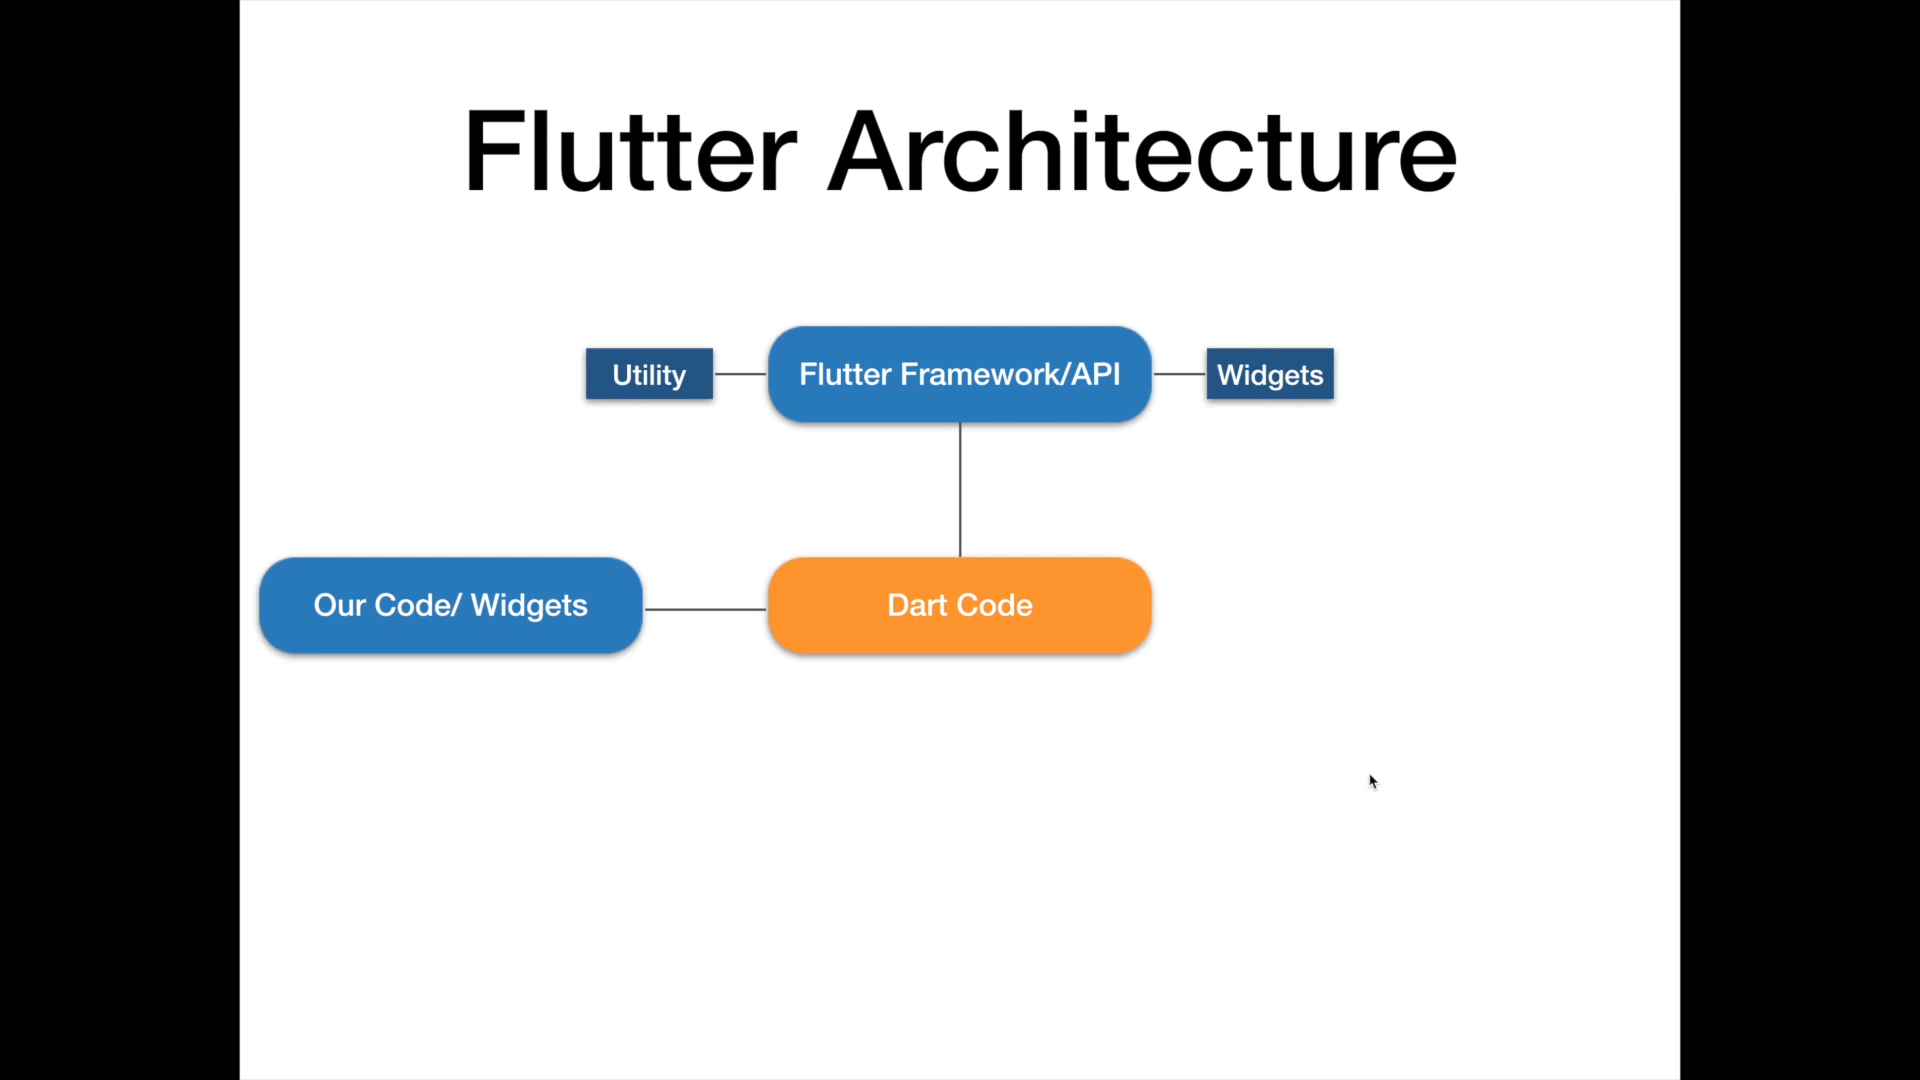 Flutter Architecture
Utility
Flutter Framework/API
Widgets
Our Code/ Widgets
Dart Code